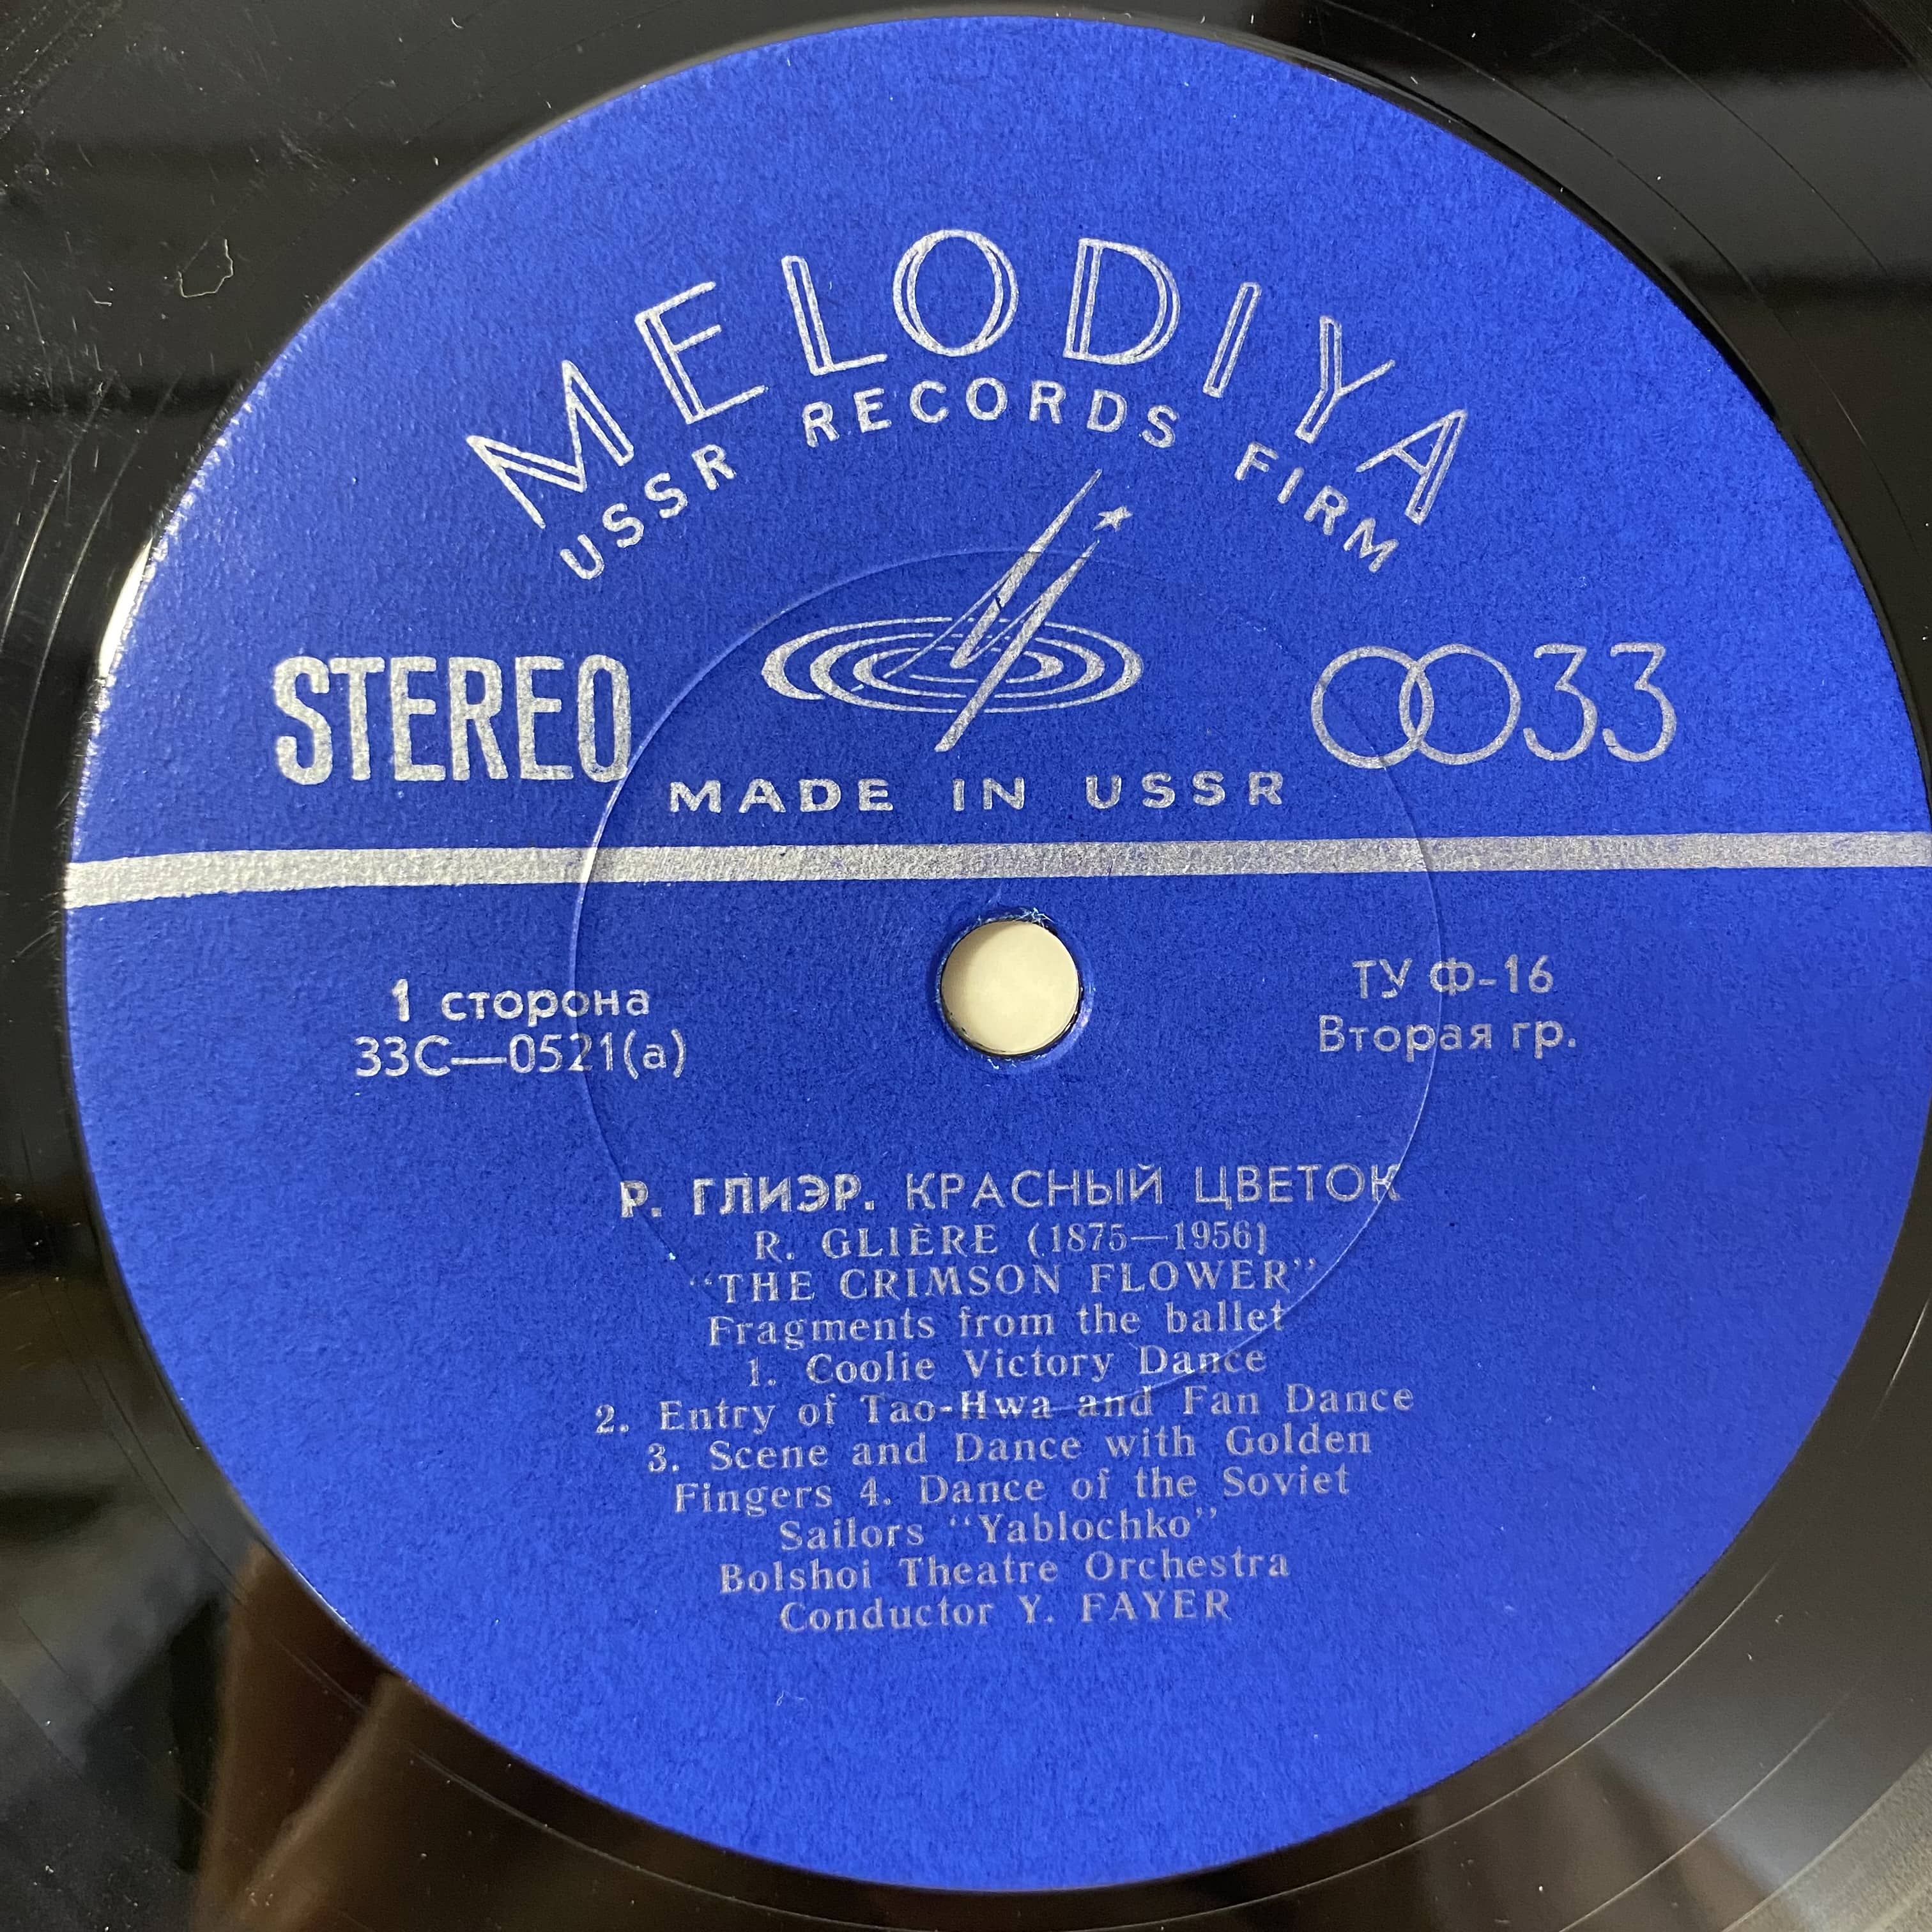 MELODIYA
USSR RECORDS FIRM
STEREO
33
MADE IN USSR
1 сторона
33С—0521(а)
ТУ Ф-16
Вторая гр.
Р. ГЛИЭР. КРАСНЫЙ ЦВЕТОК
R. GLIÈRE (1875—1956)
“THE CRIMSON FLOWER”
Fragments from the ballet
1. Coolie Victory Dance
2. Entry of Tao-Hwa and Fan Dance
3. Scene and Dance with Golden
Fingers 4. Dance of the Soviet
Sailors “Yablochko”
Bolshoi Theatre Orchestra
Conductor Y. FAYER